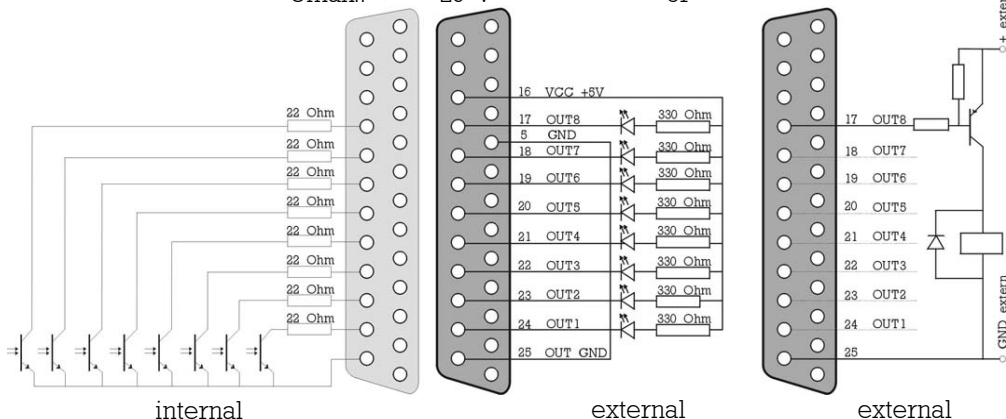 22 Ohm
22 Ohm
22 Ohm
22 Ohm
22 Ohm
22 Ohm
22 Ohm
22 Ohm
internal
16 VCC +5V
17 OUT8 330 Ohm
5 GND
18 OUT7 330 Ohm
19 OUT6 330 Ohm
20 OUT5 330 Ohm
21 OUT4 330 Ohm
22 OUT3 330 Ohm
23 OUT2 330 Ohm
24 OUT1 330 Ohm
25 OUT GND
external
+ extern
17 OUT8
18 OUT7
19 OUT6
20 OUT5
21 OUT4
22 OUT3
23 OUT2
24 OUT1
25
GND extern
external